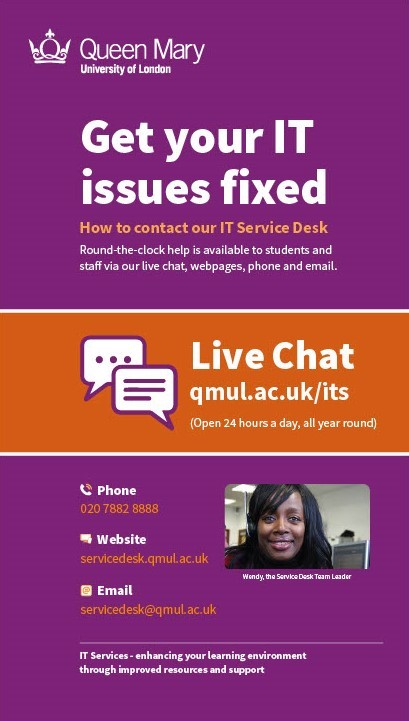 Queen Mary
University of London
Get your IT
issues fixed
How to contact our IT Service Desk
Round-the-clock help is available to students and
staff via our live chat, webpages, phone and email.
Live Chat
qmul.ac.uk/its
(Open 24 hours a day, all year round)
Phone
020 7882 8888
Website
servicedesk.qmul.ac.uk
Email
servicedesk@qmul.ac.uk
Wendy, the Service Desk Team Leader
IT Services - enhancing your learning environment
through improved resources and support